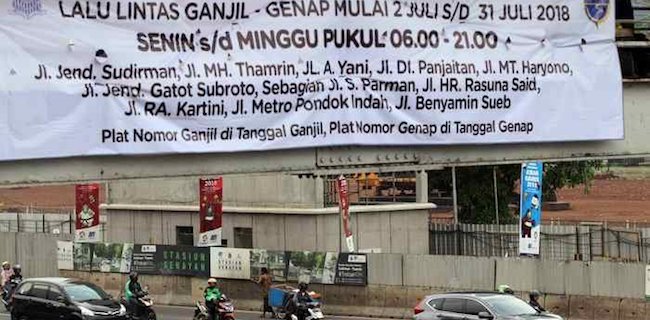 LALU LINTAS GANJIL - GENAP MULAI 2 JULI S/D 31 JULI 2018
SENIN s/d MINGGU PUKUL 06.00 - 21.00
Jl. Jend. Sudirman, Jl. MH. Thamrin, JL. A. Yani, Jl. DI. Panjaitan, Jl. MT. Haryono,
Jl. Jend. Gatot Subroto, Sebagian Jl. S. Parman, Jl. HR. Rasuna Said,
Jl. RA. Kartini, Jl. Metro Pondok Indah, Jl. Benyamin Sueb
Plat Nomor Ganjil di Tanggal Ganjil, Plat Nomor Genap di Tanggal Genap
2018
STASIUN